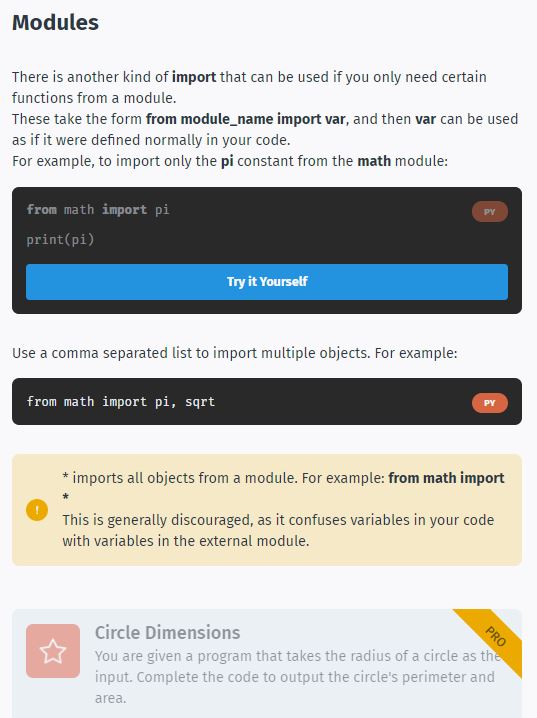 Modules
There is another kind of import that can be used if you only need certain
functions from a module.
These take the form from module_name import var, and then var can be used
as if it were defined normally in your code.
For example, to import only the pi constant from the math module:
from math import pi
PY
print(pi)
Try it Yourself
Use a comma separated list to import multiple objects. For example:
from math import pi, sqrt
PY
* imports all objects from a module. For example: from math import
*
!
This is generally discouraged, as it confuses variables in your code
with variables in the external module.
Circle Dimensions
PRO
You are given a program that takes the radius of a circle as the
input. Complete the code to output the circle's perimeter and
area.